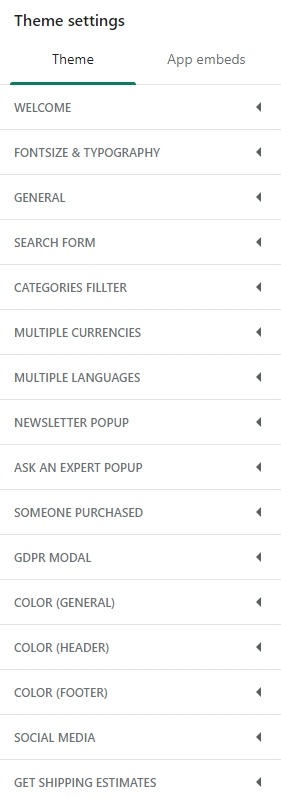 Theme settings
Theme App embeds
WELCOME
FONTSIZE & TYPOGRAPHY
GENERAL
SEARCH FORM
CATEGORIES FILLTER
MULTIPLE CURRENCIES
MULTIPLE LANGUAGES
NEWSLETTER POPUP
ASK AN EXPERT POPUP
SOMEONE PURCHASED
GDPR MODAL
COLOR (GENERAL)
COLOR (HEADER)
COLOR (FOOTER)
SOCIAL MEDIA
GET SHIPPING ESTIMATES